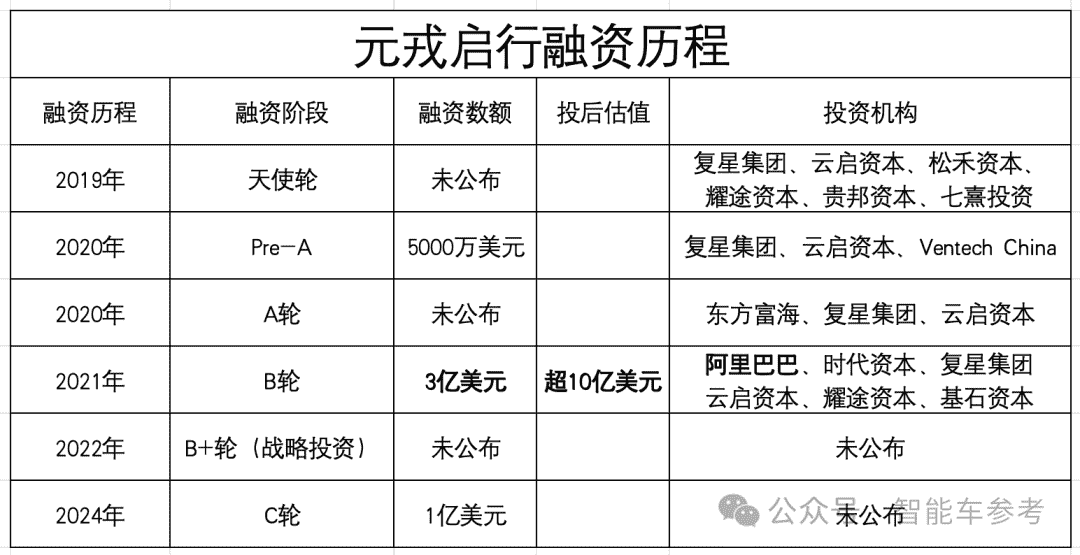 元戎启行融资历程
融资历程 融资阶段 融资数额 投后估值 投资机构
2019年 天使轮 未公布 复星集团、云启资本、松禾资本、
耀途资本、贵邦资本、七熹投资
2020年 Pre-A 5000万美元 复星集团、云启资本、Ventech China
2020年 A轮 未公布 东方富海、复星集团、云启资本
2021年 B轮 3亿美元 超10亿美元 阿里巴巴、时代资本、复星集团
云启资本、耀途资本、基石资本
2022年 B+轮（战略投资） 未公布 未公布
2024年 C轮 1亿美元 未公布
公众号·智能车参考